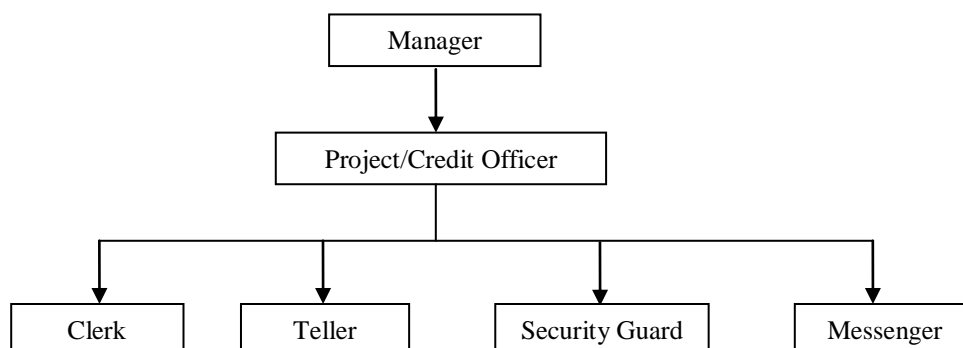 Manager
Project/Credit Officer
Clerk
Teller
Security Guard
Messenger